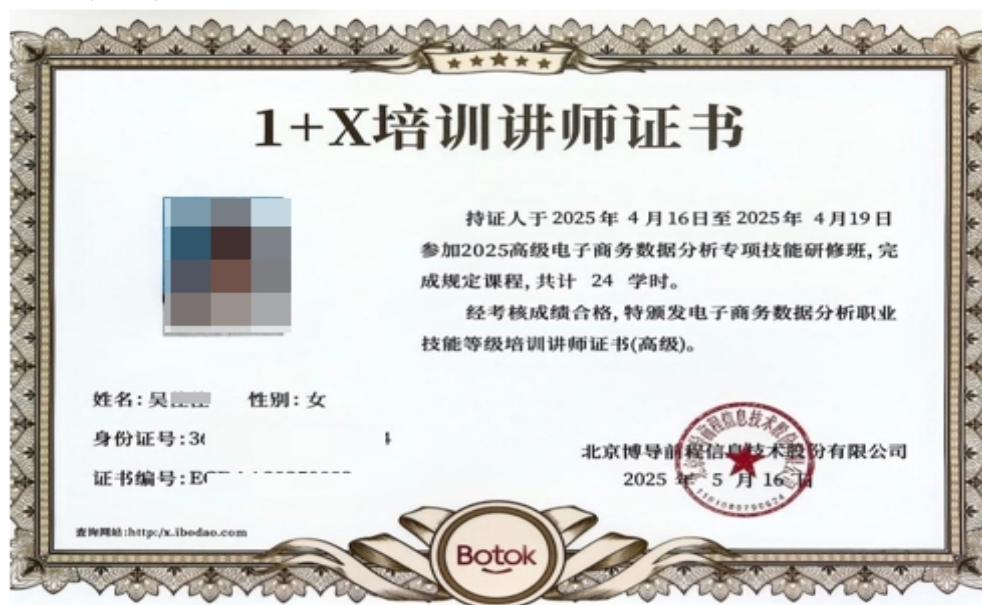 1+X培训讲师证书
持证人于2025年 4月16日至2025年 4月19日
参加2025高级电子商务数据分析专项技能研修班,完
成规定课程,共计 24 学时。
经考核成绩合格,特颁发电子商务数据分析职业
技能等级培训讲师证书(高级)。
姓名:吴 性别:女
身份证号:36
证书编号:EC
北京博导前程信息技术股份有限公司
2025 年 5 月 16 日
查询网站:http:/x.ibodao.com
Botok